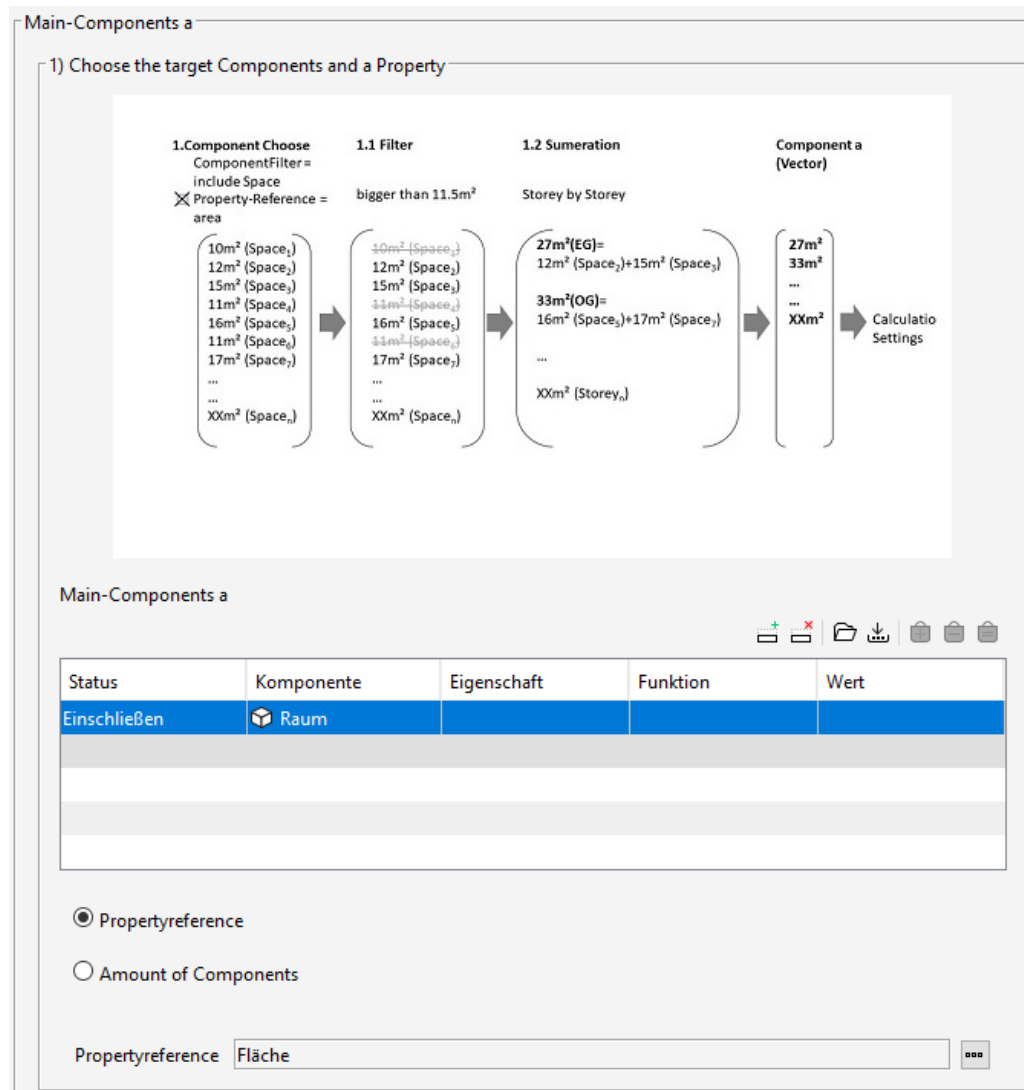 Main-Components a
1) Choose the target Components and a Property
1.Component Choose
ComponentFilter=
include Space
Property-Reference =
area
10m² (Space₁)
12m² (Space₂)
15m² (Space₃)
11m² (Space₄)
16m² (Space₅)
11m² (Space₆)
17m² (Space₇)
...
...
XXm² (Spaceₙ)
1.1 Filter
bigger than 11.5m²
10m² (Space₁)
12m² (Space₂)
15m² (Space₃)
11m² (Space₄)
16m² (Space₅)
11m² (Space₆)
17m² (Space₇)
...
...
XXm² (Spaceₙ)
1.2 Sumeration
Storey by Storey
27m²(EG)=
12m² (Space₂)+15m² (Space₃)
33m²(OG)=
16m² (Space₅)+17m² (Space₇)
...
XXm² (Storeyₙ)
Component a
(Vector)
27m²
33m²
...
...
XXm²
Calculatio
Settings
Main-Components a
Status Komponente Eigenschaft Funktion Wert
Einschließen Raum
Propertyreference
Amount of Components
Propertyreference Fläche